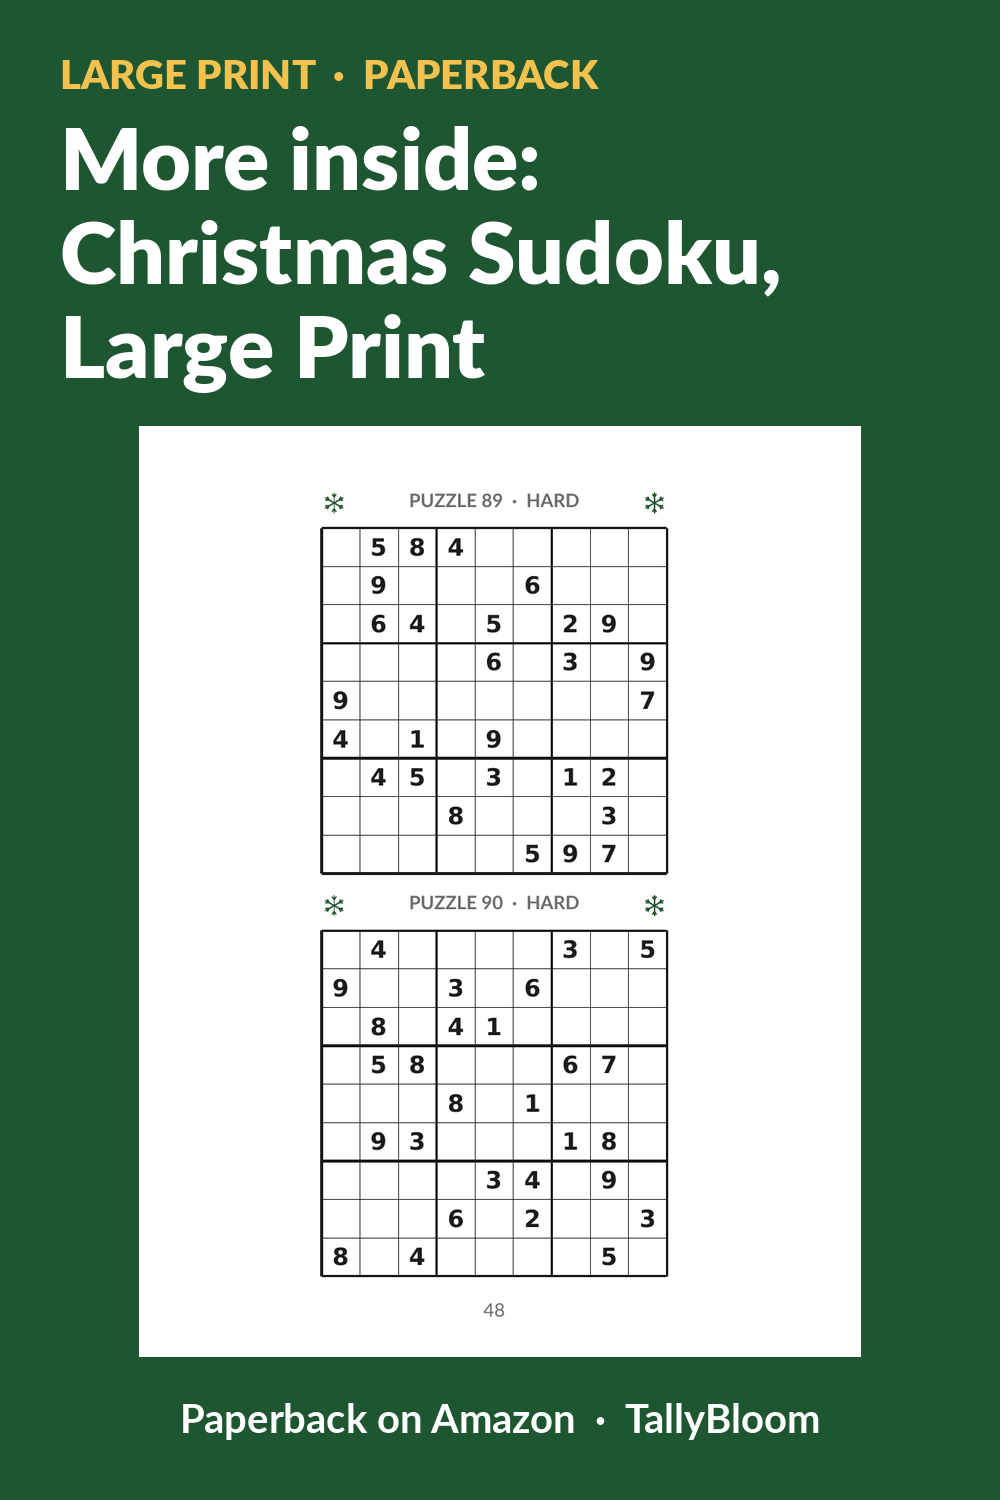 LARGE PRINT · PAPERBACK
More inside:
Christmas Sudoku,
Large Print
PUZZLE 89 · HARD
5 8 4
9 6
6 4 5 2 9
6 3 9
9 7
4 1 9
4 5 3 1 2
8 3
5 9 7
PUZZLE 90 · HARD
4 3 5
9 3 6
8 4 1
5 8 6 7
8 1
9 3 1 8
3 4 9
6 2 3
8 4 5
48
Paperback on Amazon · TallyBloom